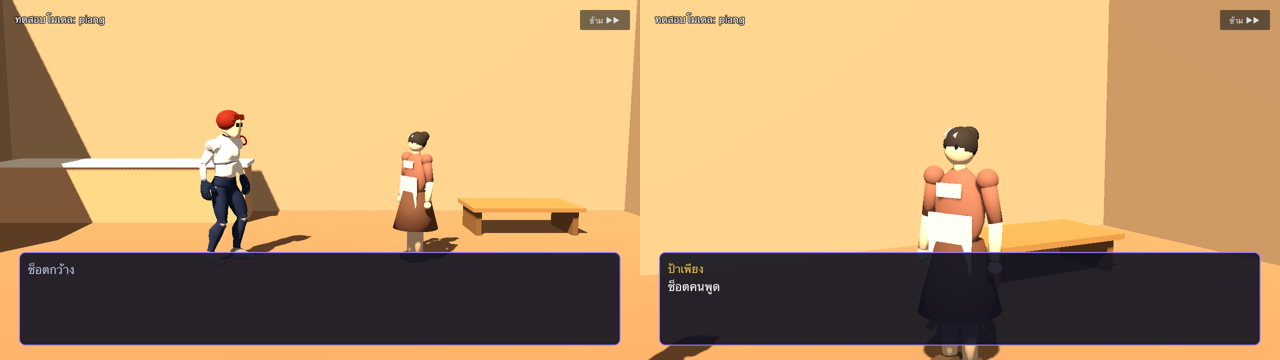 ทดสอบโมเดล: piang
ข้าม ▶▶
ช็อตกว้าง
ทดสอบโมเดล: piang
ข้าม ▶▶
ป้าเพียง
ช็อตคนพูด